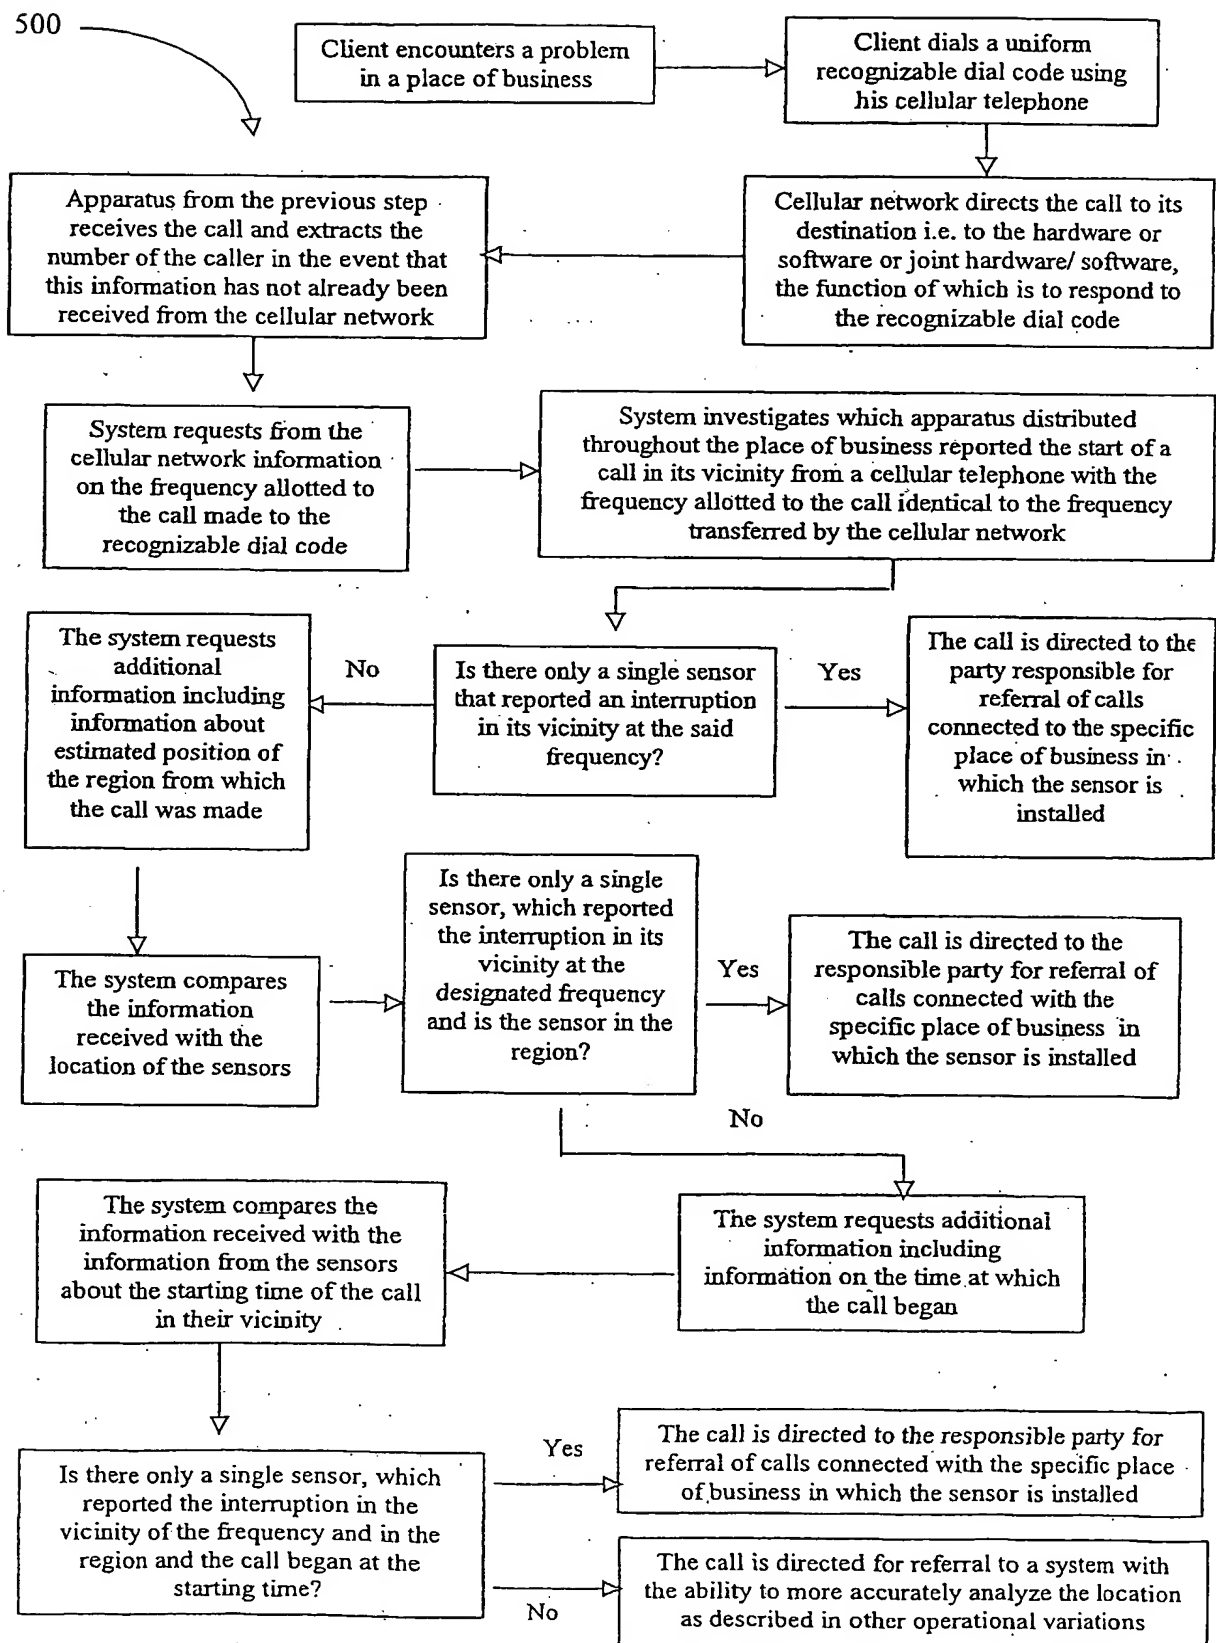 500
Client encounters a problem
in a place of business
Client dials a uniform
recognizable dial code using
his cellular telephone
Cellular network directs the call to its
destination i.e. to the hardware or
software or joint hardware/ software,
the function of which is to respond to
the recognizable dial code
Apparatus from the previous step
receives the call and extracts the
number of the caller in the event that
this information has not already been
received from the cellular network
System requests from the
cellular network information
on the frequency allotted to
the call made to the
recognizable dial code
System investigates which apparatus distributed
throughout the place of business reported the start of a
call in its vicinity from a cellular telephone with the
frequency allotted to the call identical to the frequency
transferred by the cellular network
Is there only a single sensor
that reported an interruption
in its vicinity at the said
frequency?
Yes
The call is directed to the
party responsible for
referral of calls
connected to the specific
place of business in
which the sensor is
installed
No
The system requests
additional
information including
information about
estimated position of
the region from which
the call was made
The system compares
the information
received with the
location of the sensors
Is there only a single
sensor, which reported
the interruption in its
vicinity at the
designated frequency
and is the sensor in the
region?
Yes
The call is directed to the
responsible party for referral of
calls connected with the
specific place of business in
which the sensor is installed
No
The system requests additional
information including
information on the time at which
the call began
The system compares the
information received with the
information from the sensors
about the starting time of the call
in their vicinity
Is there only a single sensor, which
reported the interruption in the
vicinity of the frequency and in the
region and the call began at the
starting time?
Yes
The call is directed to the responsible party for
referral of calls connected with the specific place
of business in which the sensor is installed
No
The call is directed for referral to a system with
the ability to more accurately analyze the location
as described in other operational variations